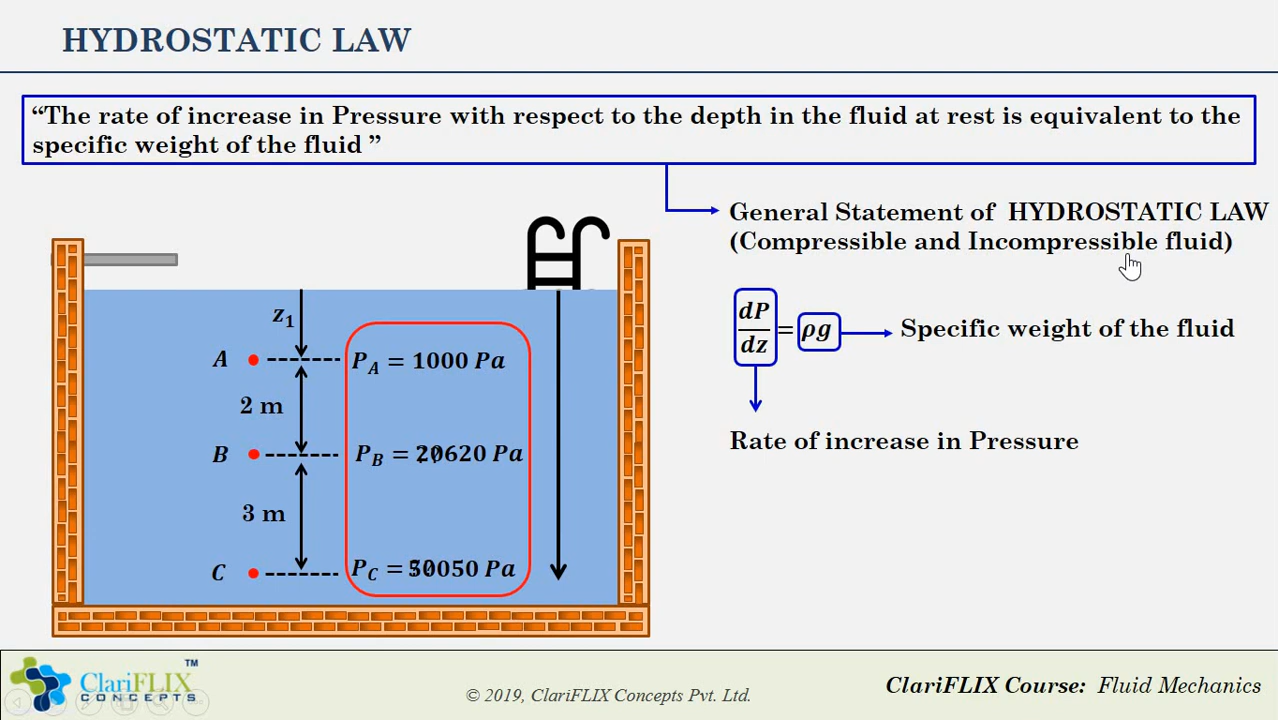 HYDROSTATIC LAW
“The rate of increase in Pressure with respect to the depth in the fluid at rest is equivalent to the
specific weight of the fluid ”
General Statement of HYDROSTATIC LAW
(Compressible and Incompressible fluid)
z₁
A
P_A = 1000 Pa
2 m
B
P_B = 20620 Pa
3 m
C
P_C = 50050 Pa
dP
dz
= ρg
Specific weight of the fluid
Rate of increase in Pressure
ClariFLIX TM
CONCEPTS
© 2019, ClariFLIX Concepts Pvt. Ltd.
ClariFLIX Course: Fluid Mechanics